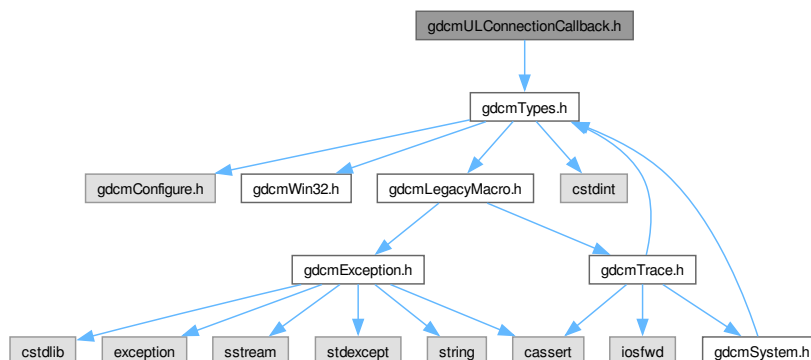 gdcmULConnectionCallback.h
gdcmTypes.h
gdcmConfigure.h
gdcmWin32.h
gdcmLegacyMacro.h
cstdint
gdcmException.h
gdcmTrace.h
cstdlib
exception
sstream
stdexcept
string
cassert
iosfwd
gdcmSystem.h